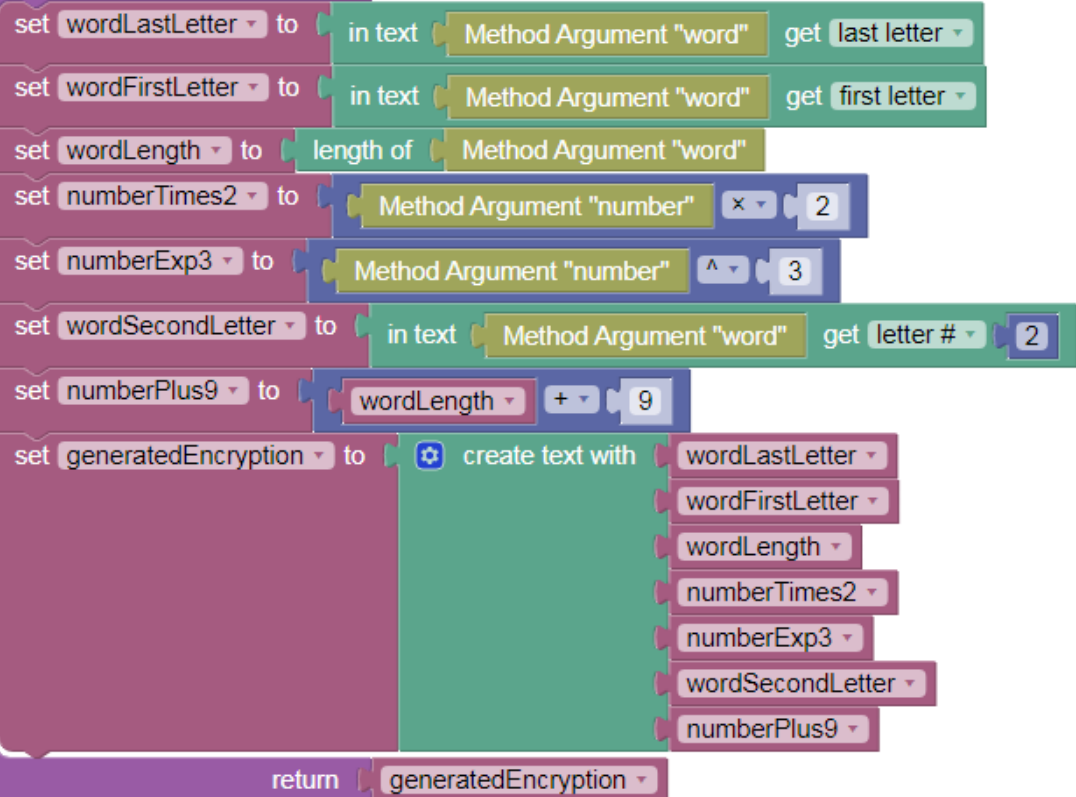 set wordLastLetter to in text Method Argument "word" get last letter
set wordFirstLetter to in text Method Argument "word" get first letter
set wordLength to length of Method Argument "word"
set numberTimes2 to Method Argument "number" × 2
set numberExp3 to Method Argument "number" ^ 3
set wordSecondLetter to in text Method Argument "word" get letter # 2
set numberPlus9 to wordLength + 9
set generatedEncryption to create text with wordLastLetter
wordFirstLetter
wordLength
numberTimes2
numberExp3
wordSecondLetter
numberPlus9
return generatedEncryption